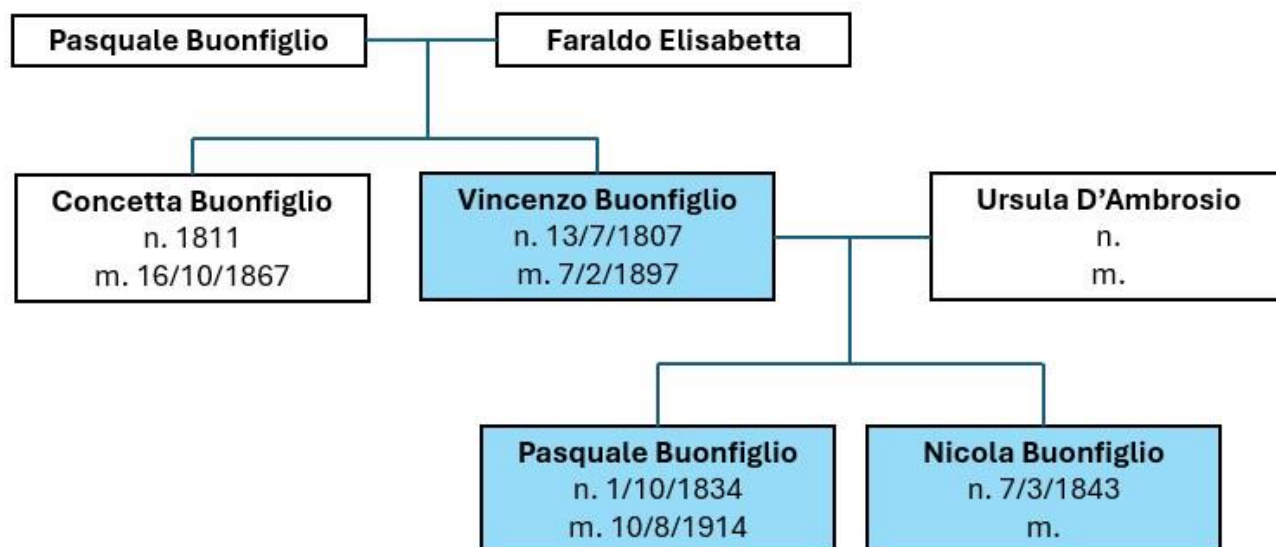 Pasquale Buonfiglio
Faraldo Elisabetta
Concetta Buonfiglio
n. 1811
m. 16/10/1867
Vincenzo Buonfiglio
n. 13/7/1807
m. 7/2/1897
Ursula D’Ambrosio
n.
m.
Pasquale Buonfiglio
n. 1/10/1834
m. 10/8/1914
Nicola Buonfiglio
n. 7/3/1843
m.